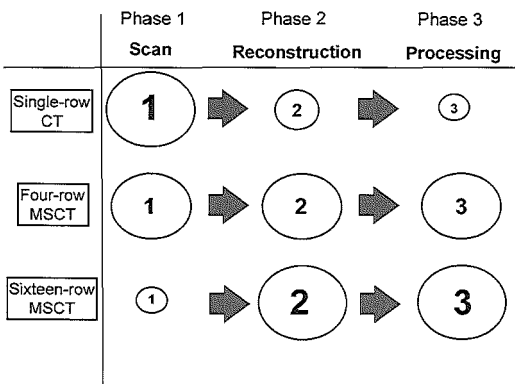 Phase 1 Phase 2 Phase 3
Scan Reconstruction Processing
Single-row
CT
1 2 3
Four-row
MSCT
1 2 3
Sixteen-row
MSCT
1 2 3